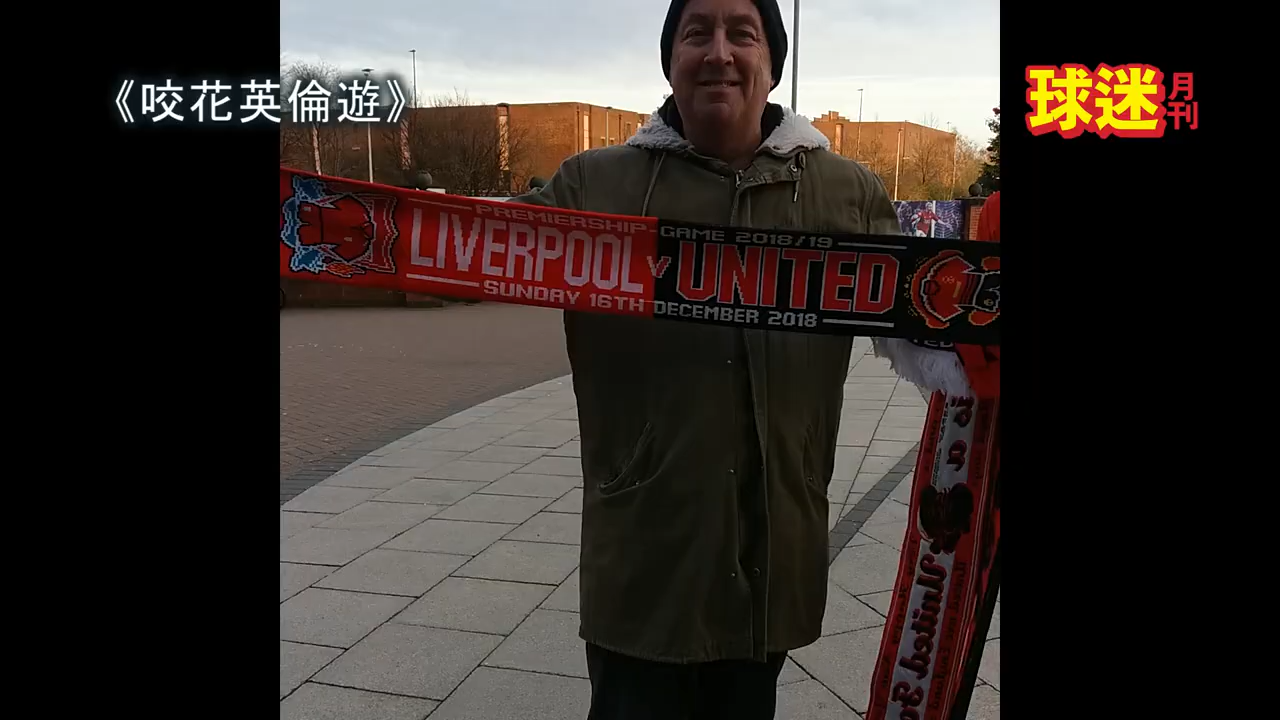 《咬花英倫遊》
球迷
月刊
PREMIERSHIP GAME 2018/19
LIVERPOOL V UNITED
SUNDAY 16TH DECEMBER 2018
United